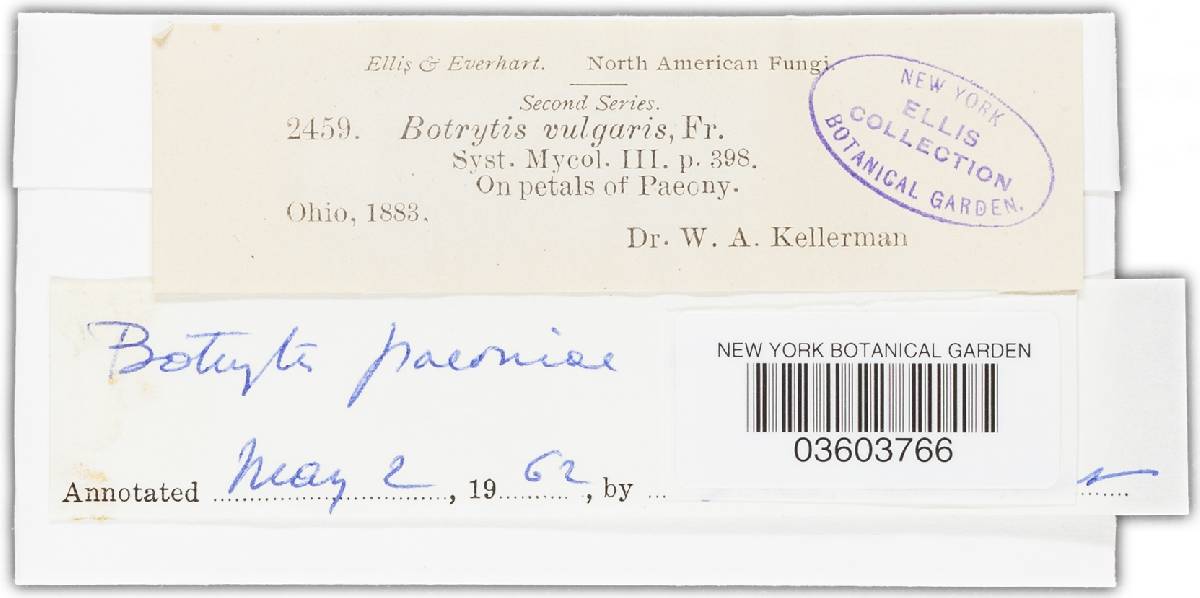 Ellis & Everhart. North American Fungi.
Second Series.
2459. Botrytis vulgaris, Fr.
Syst. Mycol. III. p. 398.
On petals of Paeony.
Ohio, 1883.
Dr. W. A. Kellerman
NEW YORK
ELLIS
COLLECTION
BOTANICAL GARDEN.
Botrytis paeoniae
NEW YORK BOTANICAL GARDEN
03603766
Annotated May 2, 1962, by